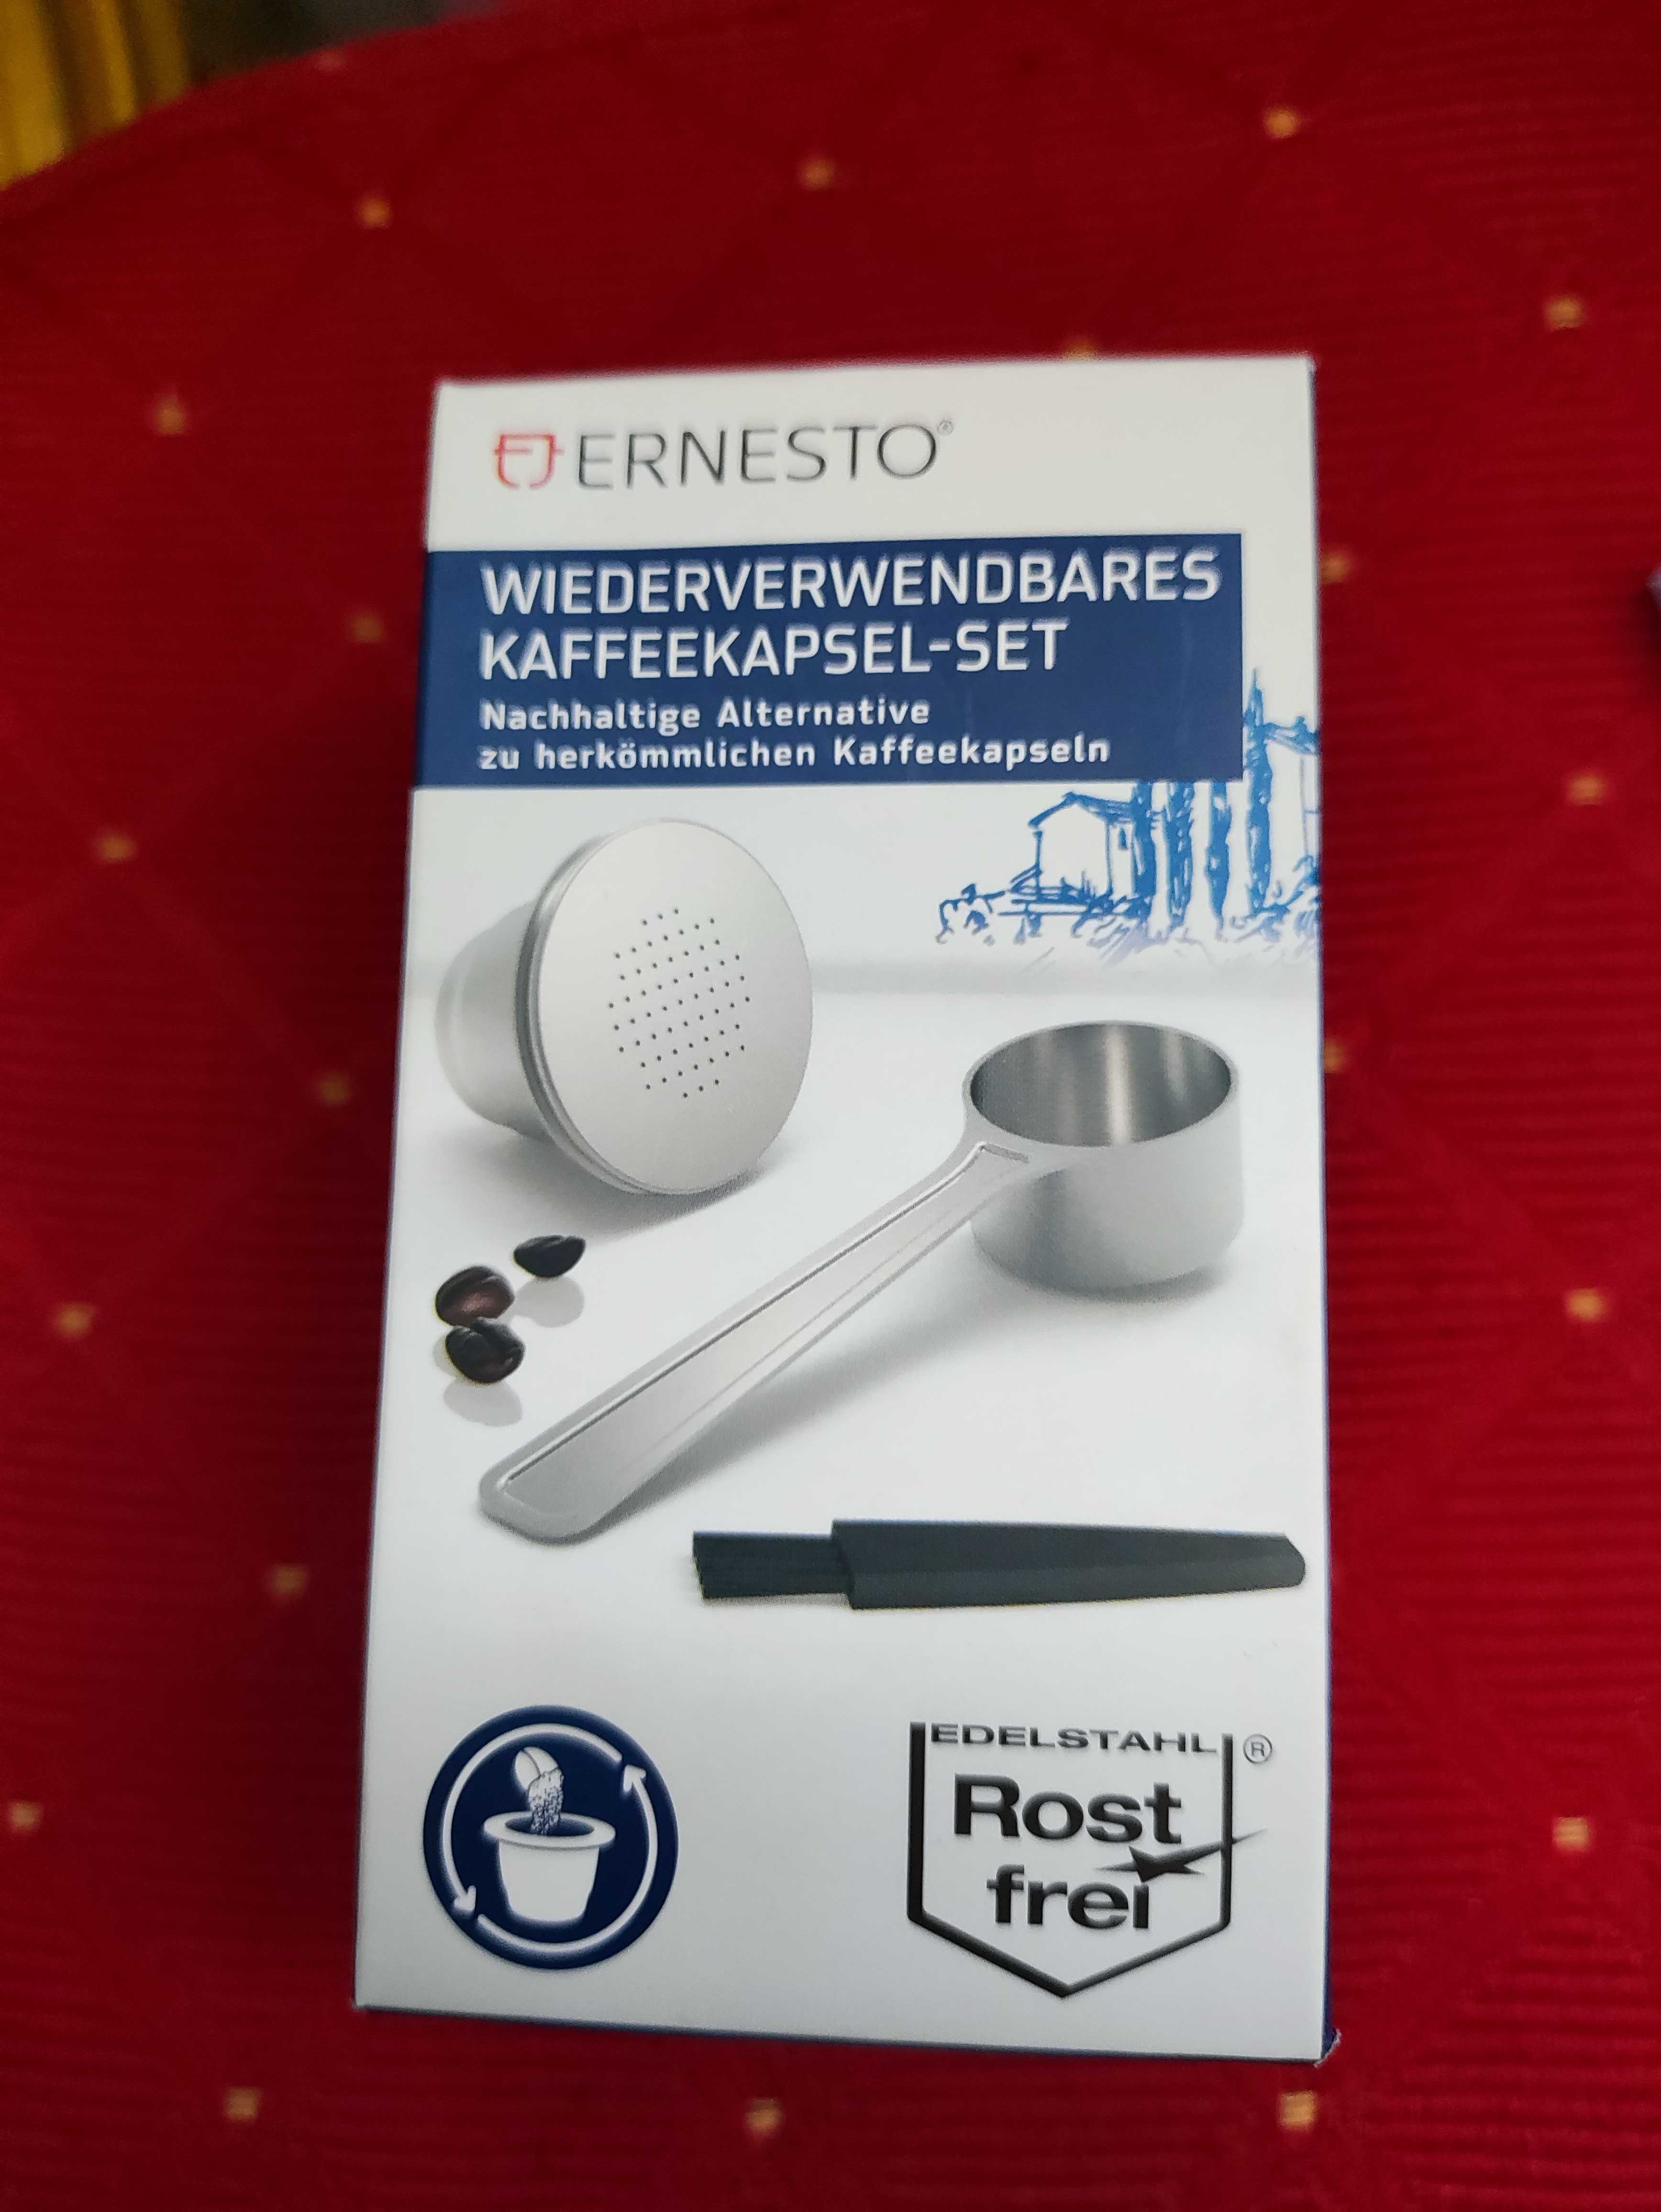 ERNESTO®
WIEDERVERWENDBARES
KAFFEEKAPSEL-SET
Nachhaltige Alternative
zu herkömmlichen Kaffeekapseln
EDELSTAHL ®
Rost
frei